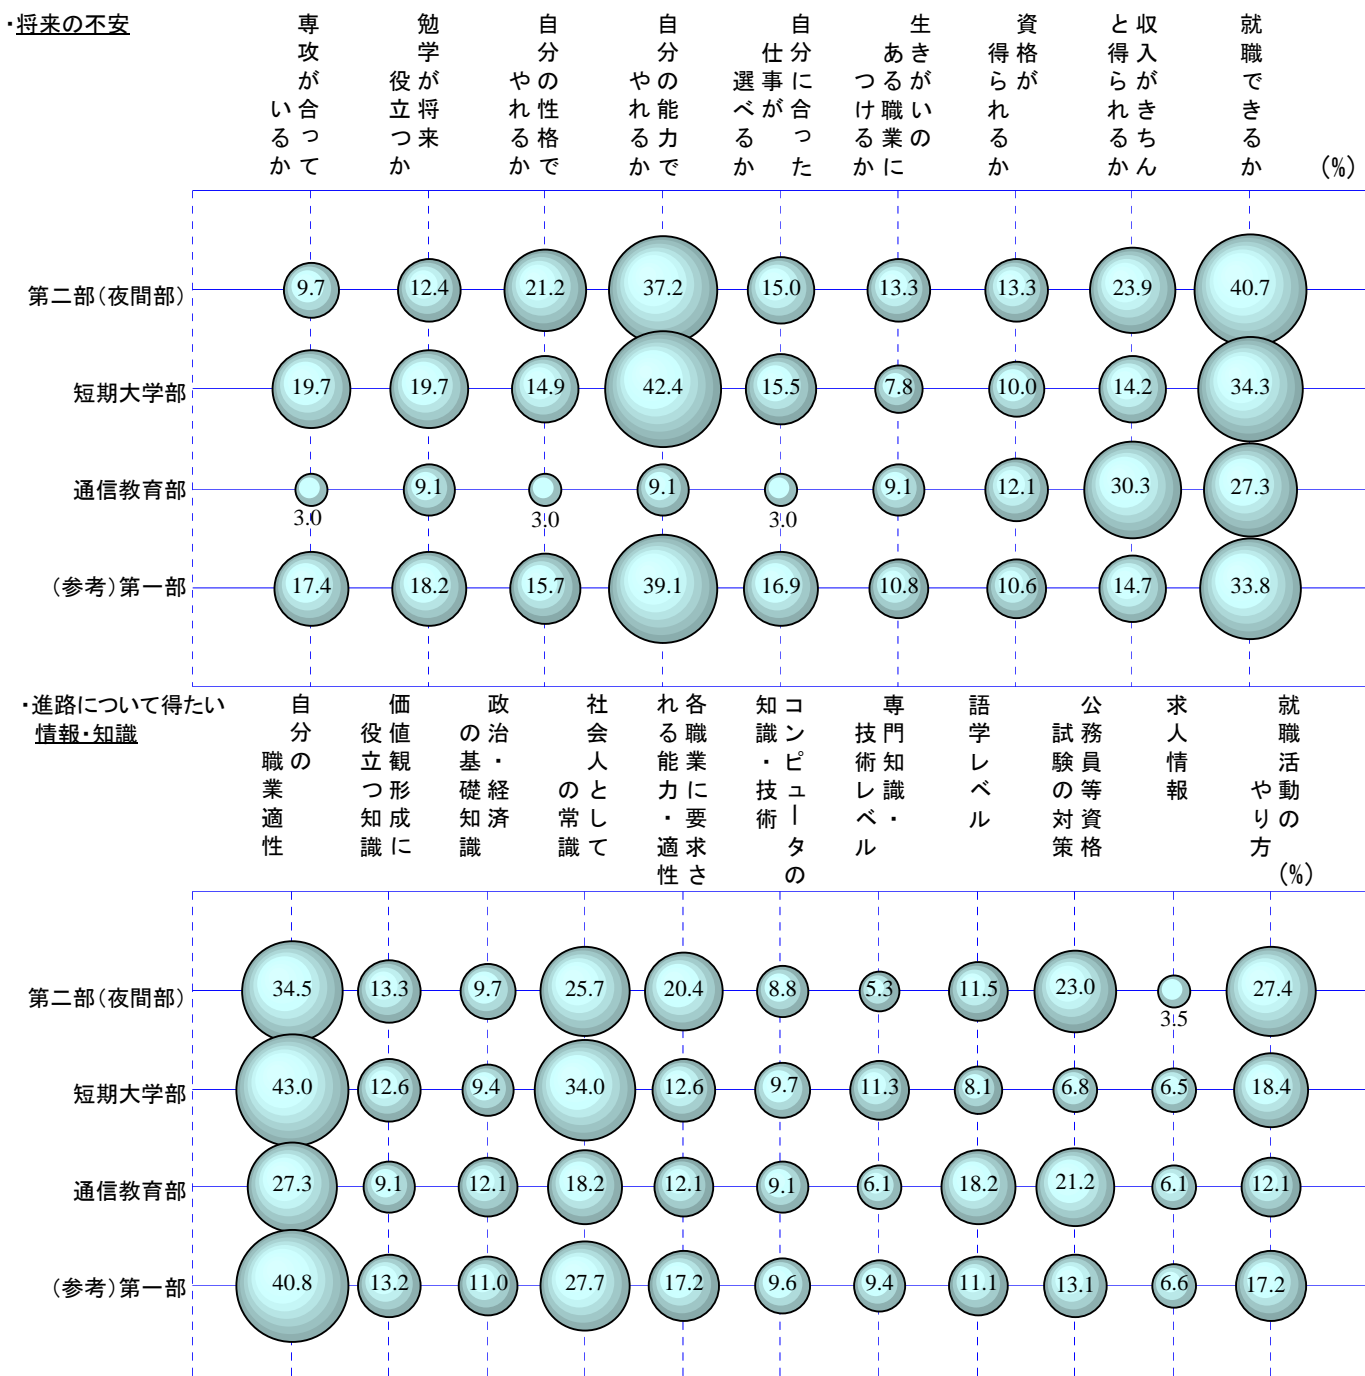 ・将来の不安
専攻が合って
いるか
勉学が将来
役立つか
自分の性格で
やれるか
自分の能力で
やれるか
自分に合った
仕事が
選べるか
生きがいの
ある職業に
つけるか
資格が
得られるか
収入がきちん
と得られるか
就職できるか
(%)
第二部(夜間部)
9.7
12.4
21.2
37.2
15.0
13.3
13.3
23.9
40.7
短期大学部
19.7
19.7
14.9
42.4
15.5
7.8
10.0
14.2
34.3
通信教育部
3.0
9.1
3.0
9.1
3.0
9.1
12.1
30.3
27.3
(参考)第一部
17.4
18.2
15.7
39.1
16.9
10.8
10.6
14.7
33.8
・進路について得たい
情報・知識
自分の
職業適性
価値観形成に
役立つ知識
政治・経済
の基礎知識
社会人として
の常識
各職業に要求さ
れる能力・適性
コンピュータの
知識・技術
専門知識・
技術レベル
語学レベル
公務員等資格
試験の対策
求人情報
就職活動の
やり方
(%)
第二部(夜間部)
34.5
13.3
9.7
25.7
20.4
8.8
5.3
11.5
23.0
3.5
27.4
短期大学部
43.0
12.6
9.4
34.0
12.6
9.7
11.3
8.1
6.8
6.5
18.4
通信教育部
27.3
9.1
12.1
18.2
12.1
9.1
6.1
18.2
21.2
6.1
12.1
(参考)第一部
40.8
13.2
11.0
27.7
17.2
9.6
9.4
11.1
13.1
6.6
17.2